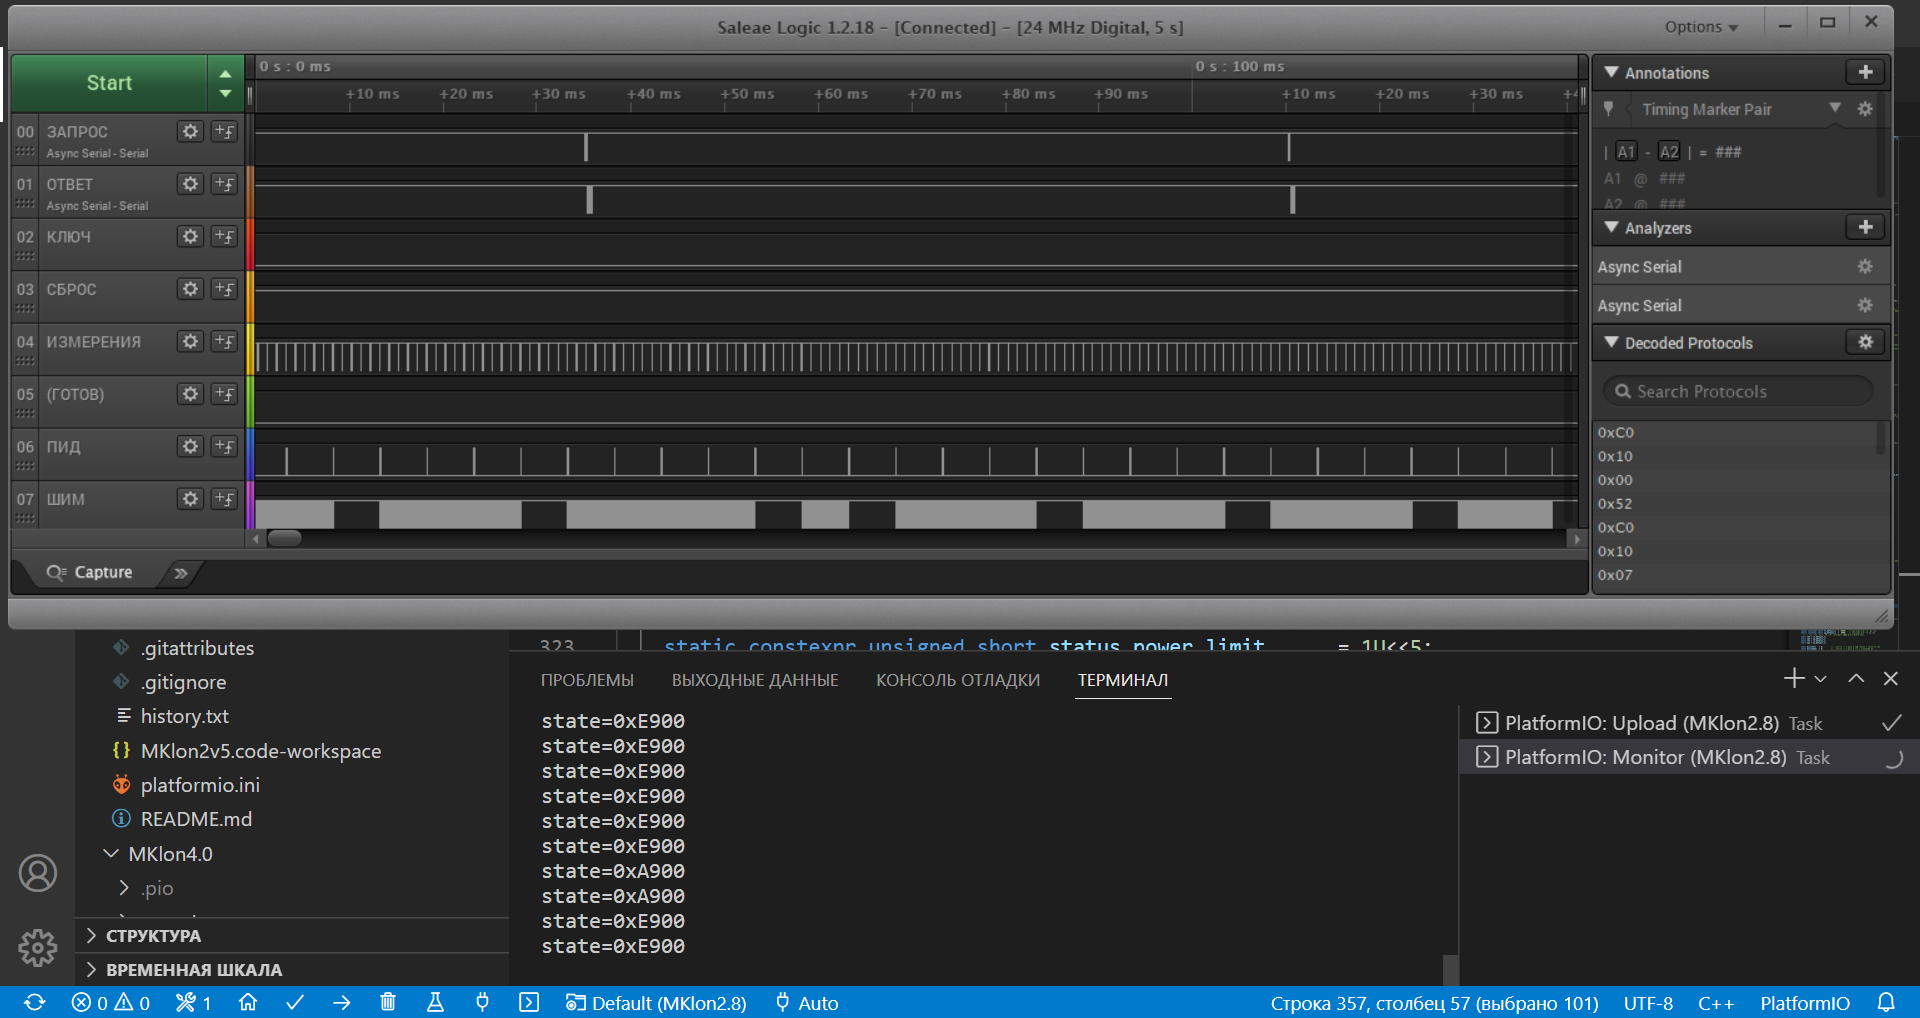 Saleae Logic 1.2.18 - [Connected] - [24 MHz Digital, 5 s]
Options
Start
0 s : 0 ms
0 s : 100 ms
+10 ms
+20 ms
+30 ms
+40 ms
+50 ms
+60 ms
+70 ms
+80 ms
+90 ms
+10 ms
+20 ms
+30 ms
00 ЗАПРОС
Async Serial - Serial
01 ОТВЕТ
Async Serial - Serial
02 КЛЮЧ
03 СБРОС
04 ИЗМЕРЕНИЯ
05 (ГОТОВ)
06 ПИД
07 ШИМ
Capture
Annotations
Timing Marker Pair
| A1 - A2 | = ###
A1 @ ###
A2 @ ###
Analyzers
Async Serial
Async Serial
Decoded Protocols
Search Protocols
0xC0
0x10
0x00
0x52
0xC0
0x10
0x07
.gitattributes
.gitignore
history.txt
MKlon2v5.code-workspace
platformio.ini
README.md
MKlon4.0
.pio
СТРУКТУРА
ВРЕМЕННАЯ ШКАЛА
323 static constexpr unsigned short status_power_limit = 1U<<5;
ПРОБЛЕМЫ ВЫХОДНЫЕ ДАННЫЕ КОНСОЛЬ ОТЛАДКИ ТЕРМИНАЛ
state=0xE900
state=0xE900
state=0xE900
state=0xE900
state=0xE900
state=0xE900
state=0xA900
state=0xA900
state=0xE900
state=0xE900
PlatformIO: Upload (MKlon2.8) Task
PlatformIO: Monitor (MKlon2.8) Task
0 0 1 Default (MKlon2.8) Auto
Строка 357, столбец 57 (выбрано 101) UTF-8 C++ PlatformIO